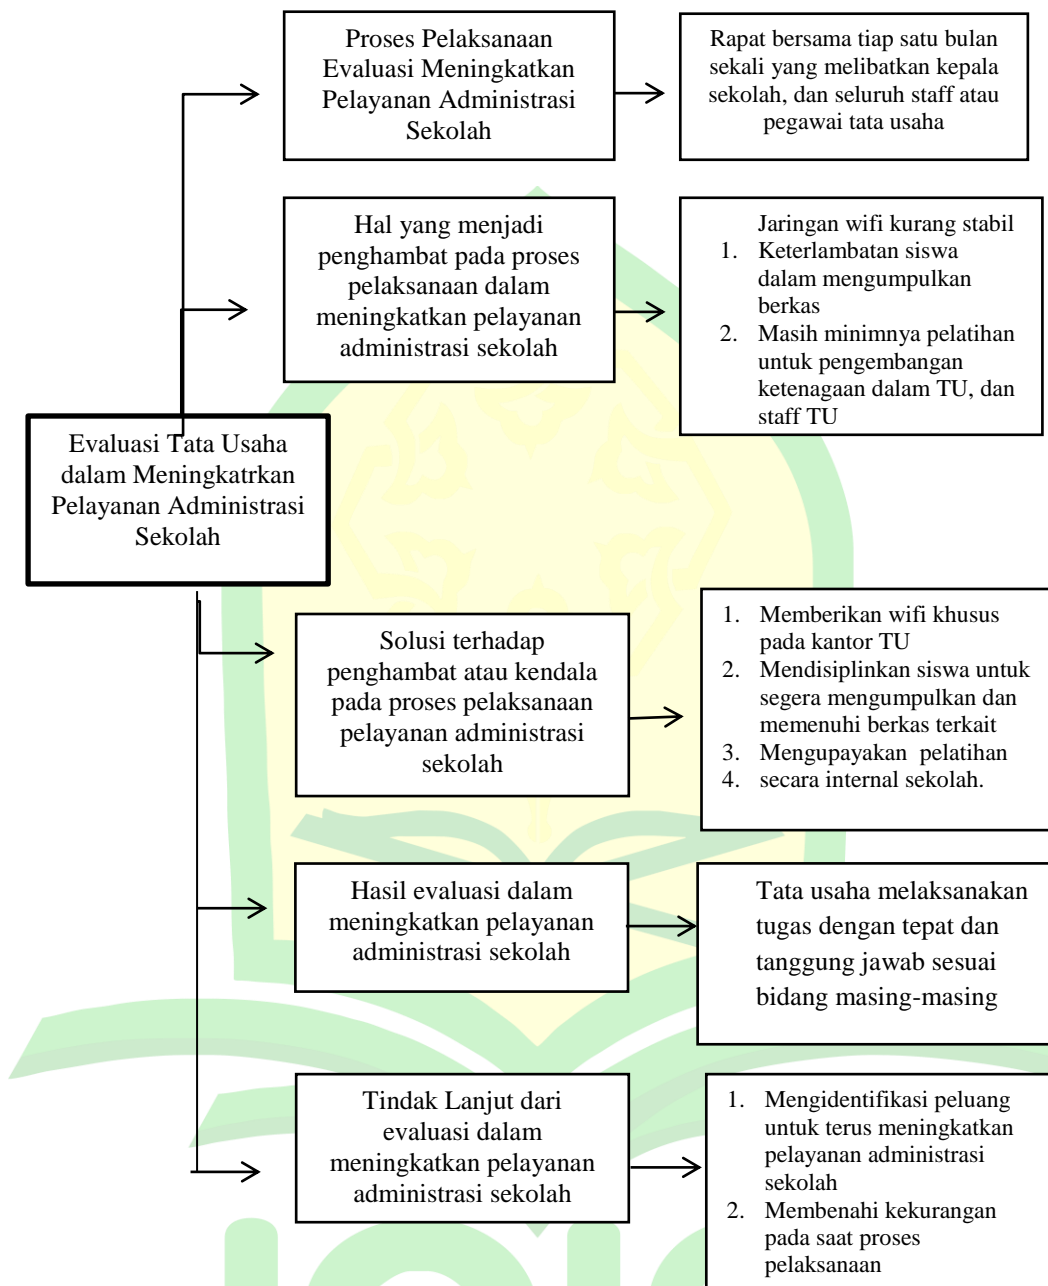 Proses Pelaksanaan
Evaluasi Meningkatkan
Pelayanan Administrasi
Sekolah
Rapat bersama tiap satu bulan
sekali yang melibatkan kepala
sekolah, dan seluruh staff atau
pegawai tata usaha
Hal yang menjadi
penghambat pada proses
pelaksanaan dalam
meningkatkan pelayanan
administrasi sekolah
Jaringan wifi kurang stabil
1. Keterlambatan siswa
dalam mengumpulkan
berkas
2. Masih minimnya pelatihan
untuk pengembangan
ketenagaan dalam TU, dan
staff TU
Evaluasi Tata Usaha
dalam Meningkatrkan
Pelayanan Administrasi
Sekolah
Solusi terhadap
penghambat atau kendala
pada proses pelaksanaan
pelayanan administrasi
sekolah
1. Memberikan wifi khusus
pada kantor TU
2. Mendisiplinkan siswa untuk
segera mengumpulkan dan
memenuhi berkas terkait
3. Mengupayakan pelatihan
4. secara internal sekolah.
Hasil evaluasi dalam
meningkatkan pelayanan
administrasi sekolah
Tata usaha melaksanakan
tugas dengan tepat dan
tanggung jawab sesuai
bidang masing-masing
Tindak Lanjut dari
evaluasi dalam
meningkatkan pelayanan
administrasi sekolah
1. Mengidentifikasi peluang
untuk terus meningkatkan
pelayanan administrasi
sekolah
2. Membenahi kekurangan
pada saat proses
pelaksanaan